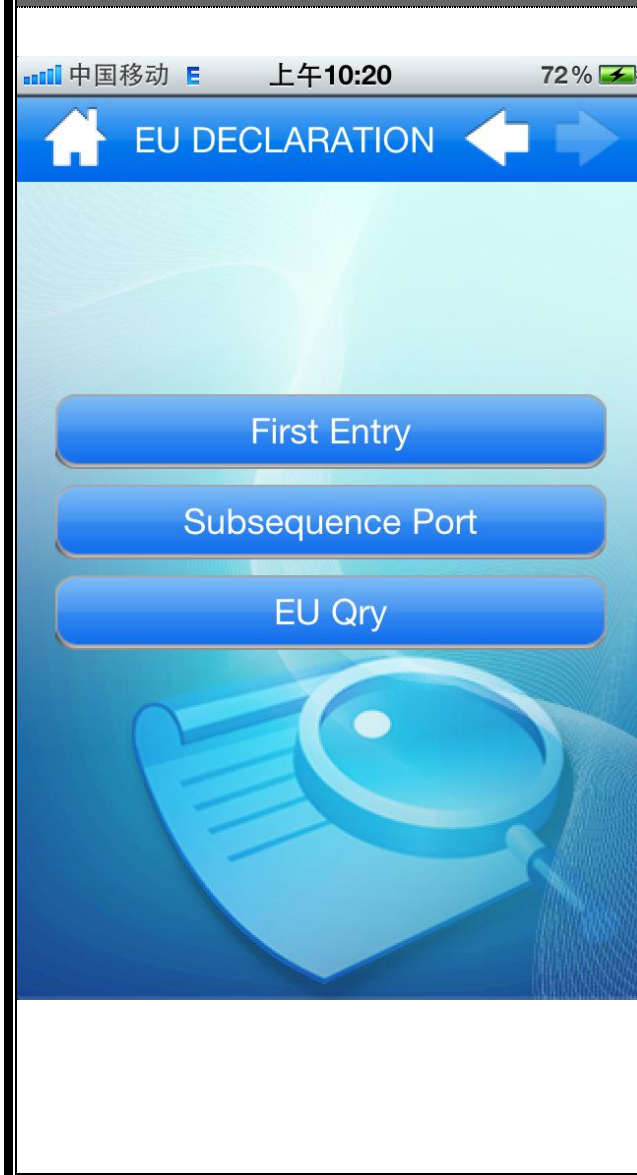 中国移动 E 上午10:20 72%
EU DECLARATION
First Entry
Subsequence Port
EU Qry